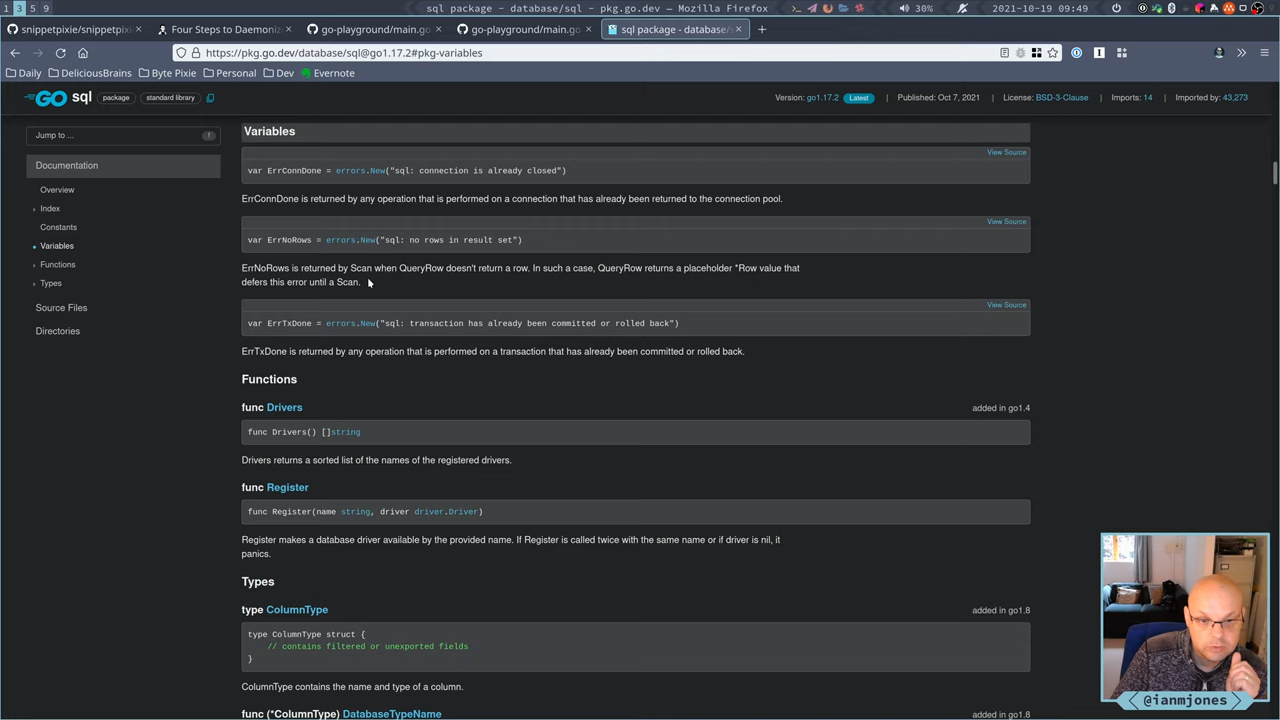 1 3 5 9
sql package - database/sql - pkg.go.dev — Mozilla Firefox
30%
2021-10-19 09:49
snippetpixie/snippetpixi
Four Steps to Daemoniz
go-playground/main.go
go-playground/main.go
sql package - database/s
https://pkg.go.dev/database/sql@go1.17.2#pkg-variables
Daily
DeliciousBrains
Byte Pixie
Personal
Dev
Evernote
GO sql package standard library
Version: go1.17.2 Latest Published: Oct 7, 2021 License: BSD-3-Clause Imports: 14 Imported by: 43,273
Jump to ...
Documentation
Overview
Index
Constants
Variables
Functions
Types
Source Files
Directories
Variables
View Source
var ErrConnDone = errors.New("sql: connection is already closed")
ErrConnDone is returned by any operation that is performed on a connection that has already been returned to the connection pool.
View Source
var ErrNoRows = errors.New("sql: no rows in result set")
ErrNoRows is returned by Scan when QueryRow doesn't return a row. In such a case, QueryRow returns a placeholder *Row value that
defers this error until a Scan.
View Source
var ErrTxDone = errors.New("sql: transaction has already been committed or rolled back")
ErrTxDone is returned by any operation that is performed on a transaction that has already been committed or rolled back.
Functions
func Drivers
added in go1.4
func Drivers() []string
Drivers returns a sorted list of the names of the registered drivers.
func Register
func Register(name string, driver driver.Driver)
Register makes a database driver available by the provided name. If Register is called twice with the same name or if driver is nil, it
panics.
Types
type ColumnType
added in go1.8
type ColumnType struct {
// contains filtered or unexported fields
}
ColumnType contains the name and type of a column.
func (*ColumnType) DatabaseTypeName
added in go1.8
@ianmjones